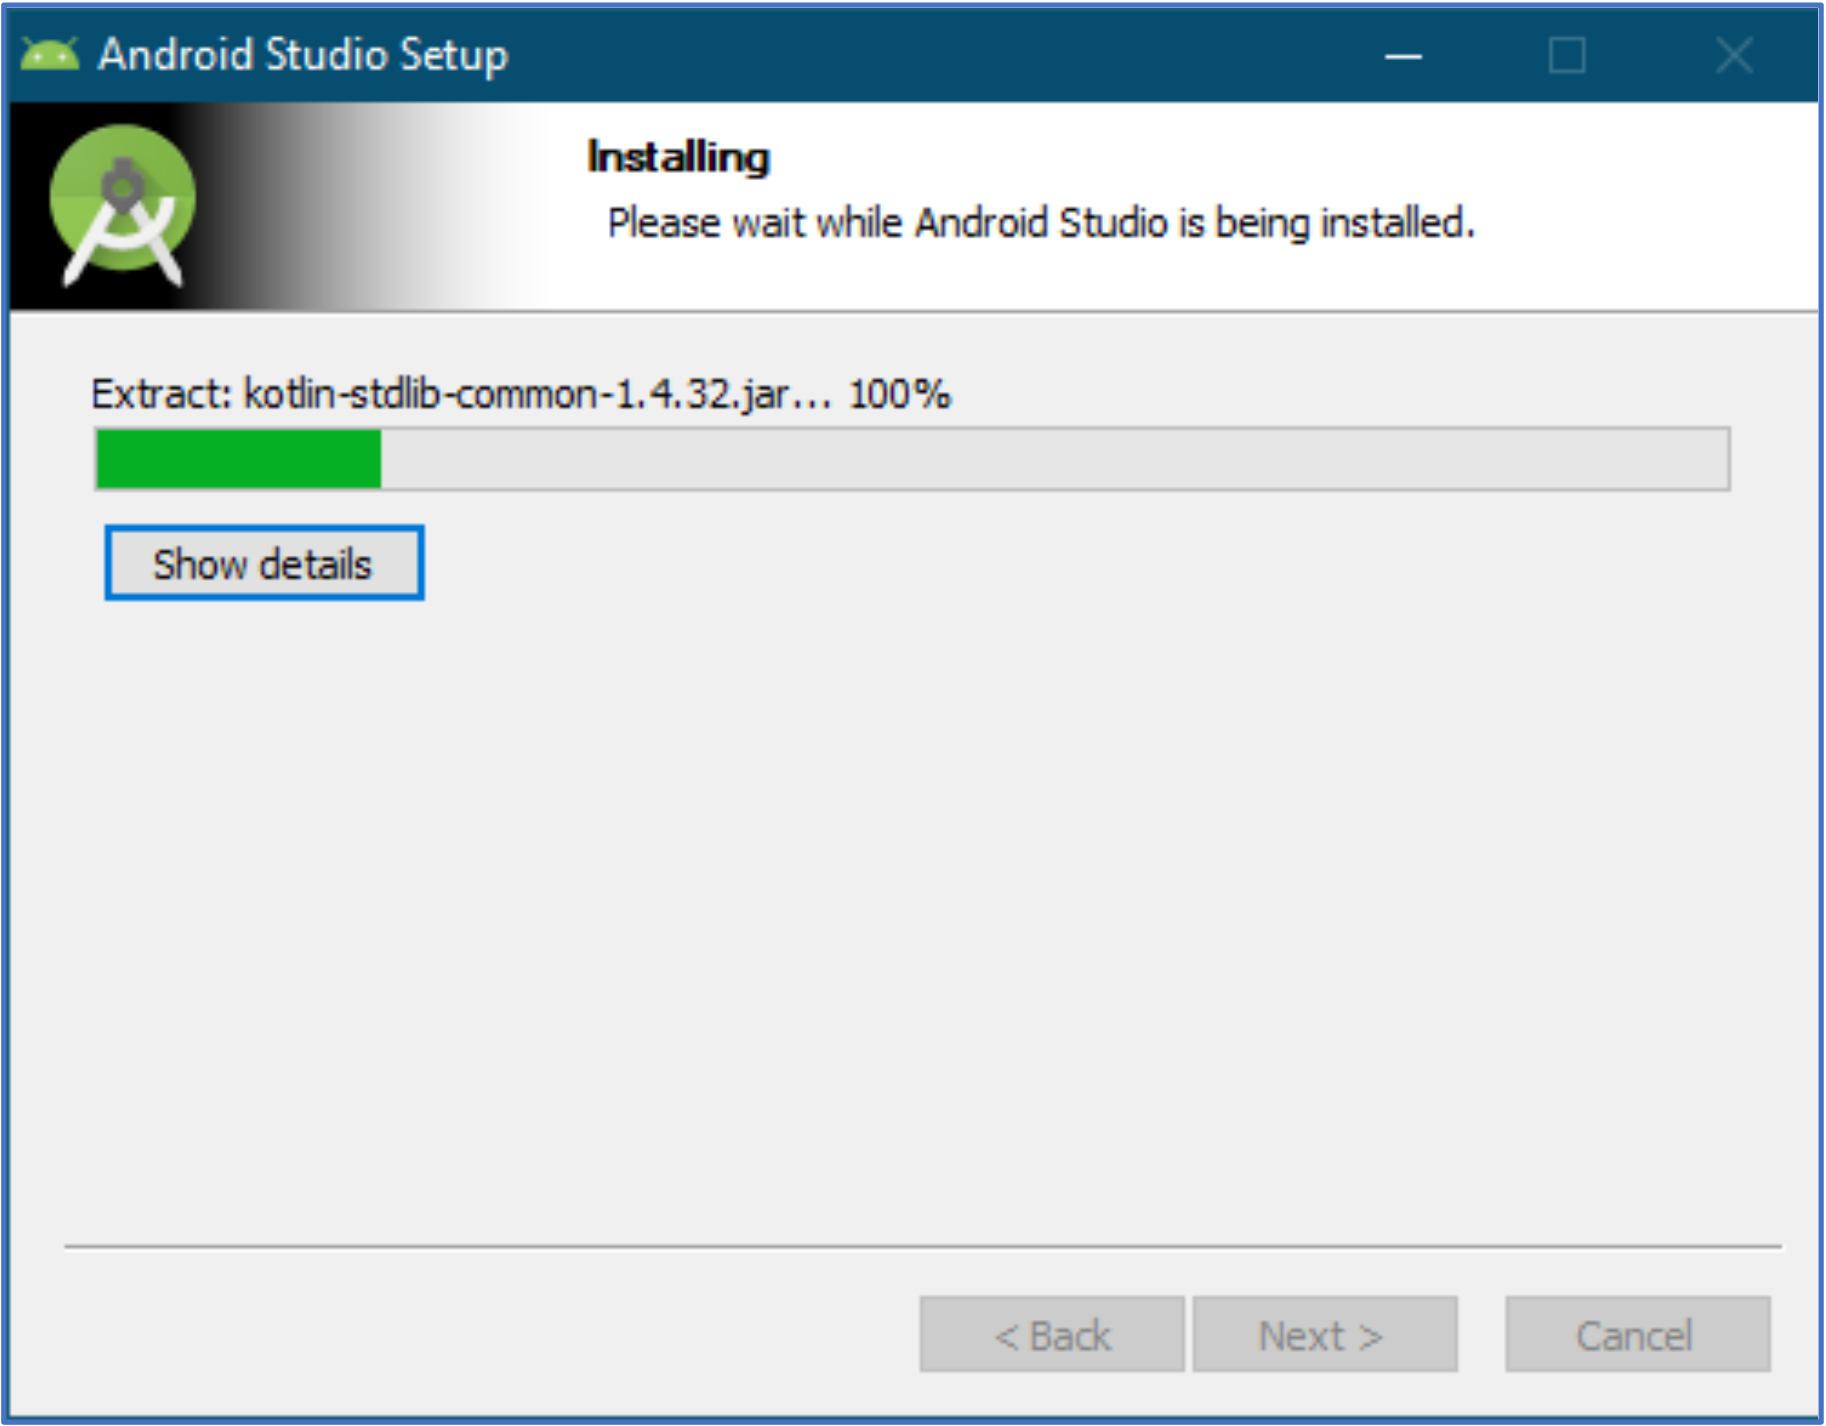 Android Studio Setup
Installing
Please wait while Android Studio is being installed.
Extract: kotlin-stdlib-common-1.4.32.jar... 100%
Show details
< Back
Next >
Cancel